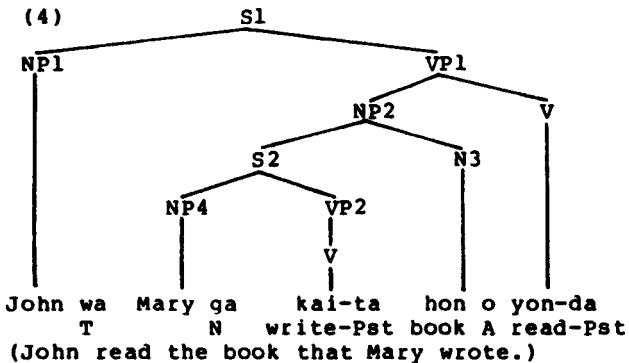 (4) S1
NP1 VP1
NP2 V
S2 N3
NP4 VP2
V
John wa Mary ga kai-ta hon o yon-da
T N write-Pst book A read-Pst
(John read the book that Mary wrote.)